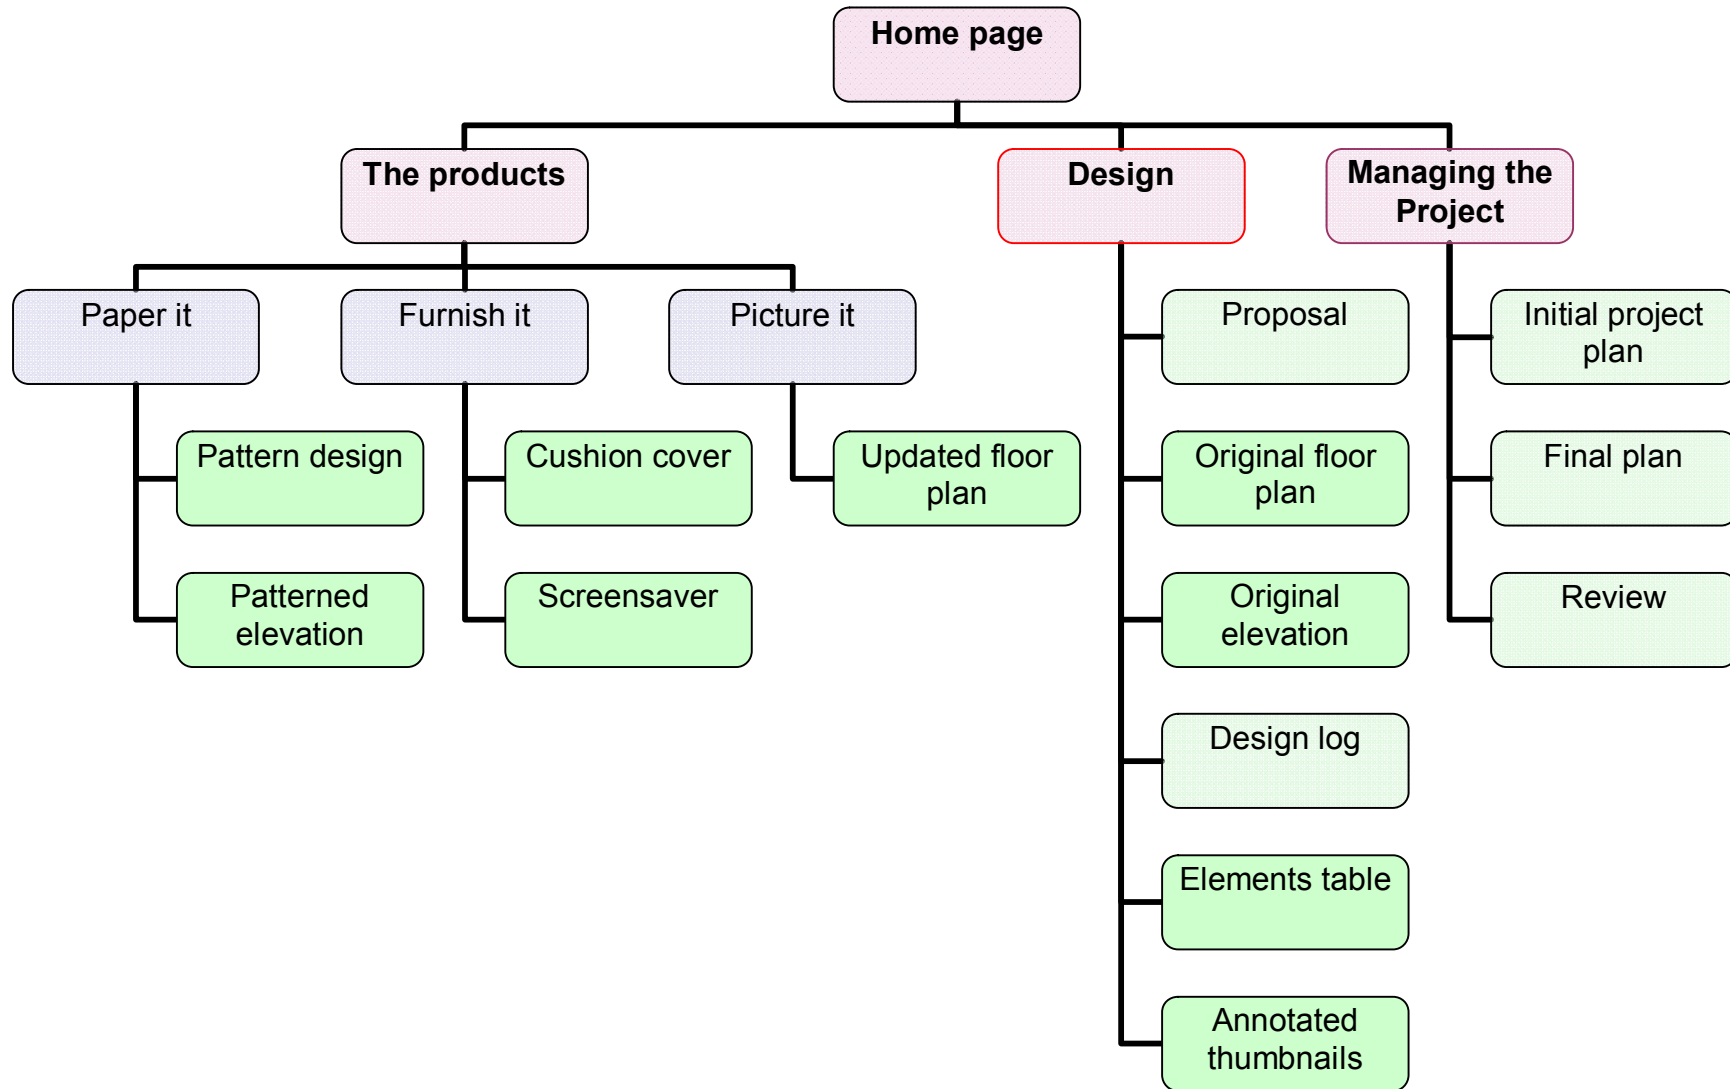 Home page
The products
Design
Managing the
Project
Paper it
Furnish it
Picture it
Proposal
Initial project
plan
Pattern design
Cushion cover
Updated floor
plan
Original floor
plan
Final plan
Patterned
elevation
Screensaver
Original
elevation
Review
Design log
Elements table
Annotated
thumbnails